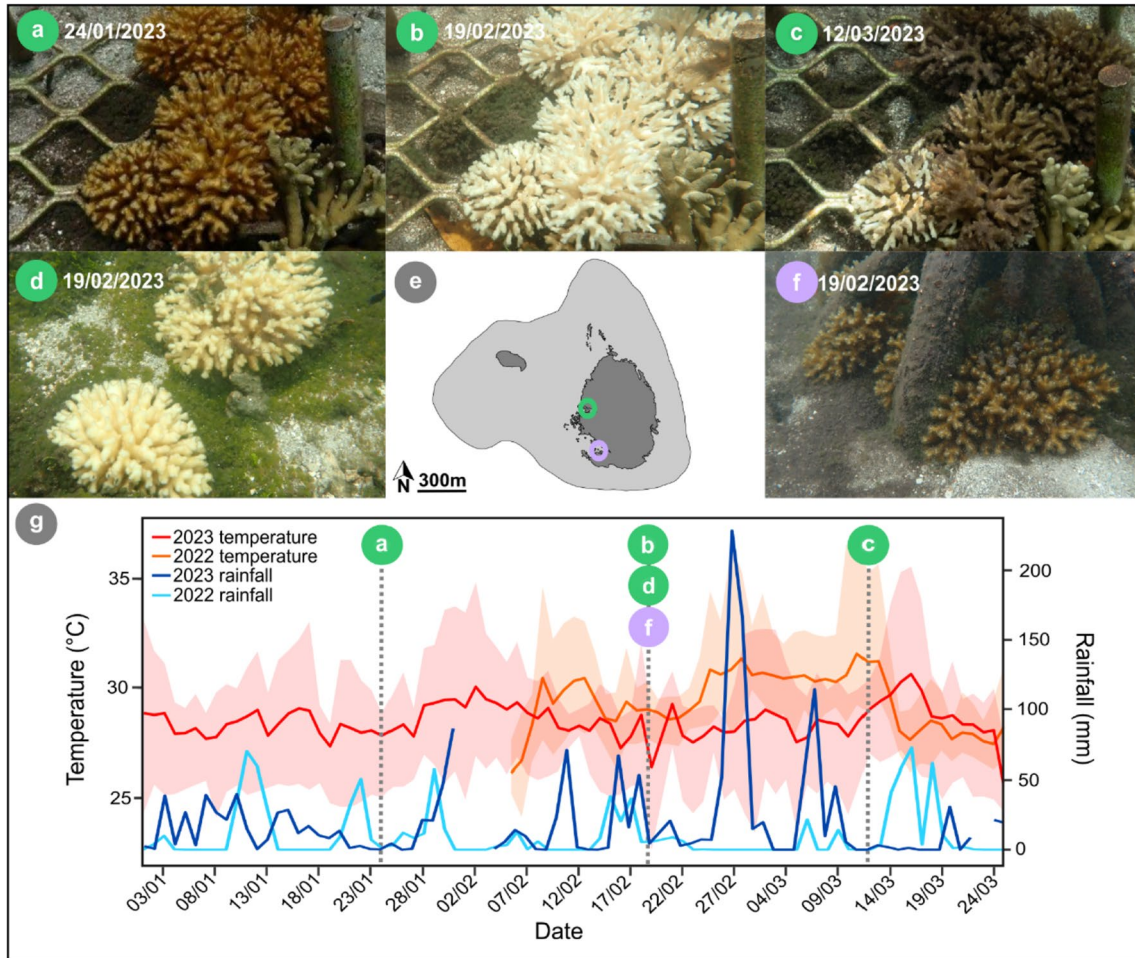 a 24/01/2023
b 19/02/2023
c 12/03/2023
d 19/02/2023
e
f 19/02/2023
N 300m
g
2023 temperature
2022 temperature
2023 rainfall
2022 rainfall
a
b
d
f
c
Temperature (°C)
35
30
25
Rainfall (mm)
200
150
100
50
0
03/01
08/01
13/01
18/01
23/01
28/01
02/02
07/02
12/02
17/02
22/02
27/02
04/03
09/03
14/03
19/03
24/03
Date